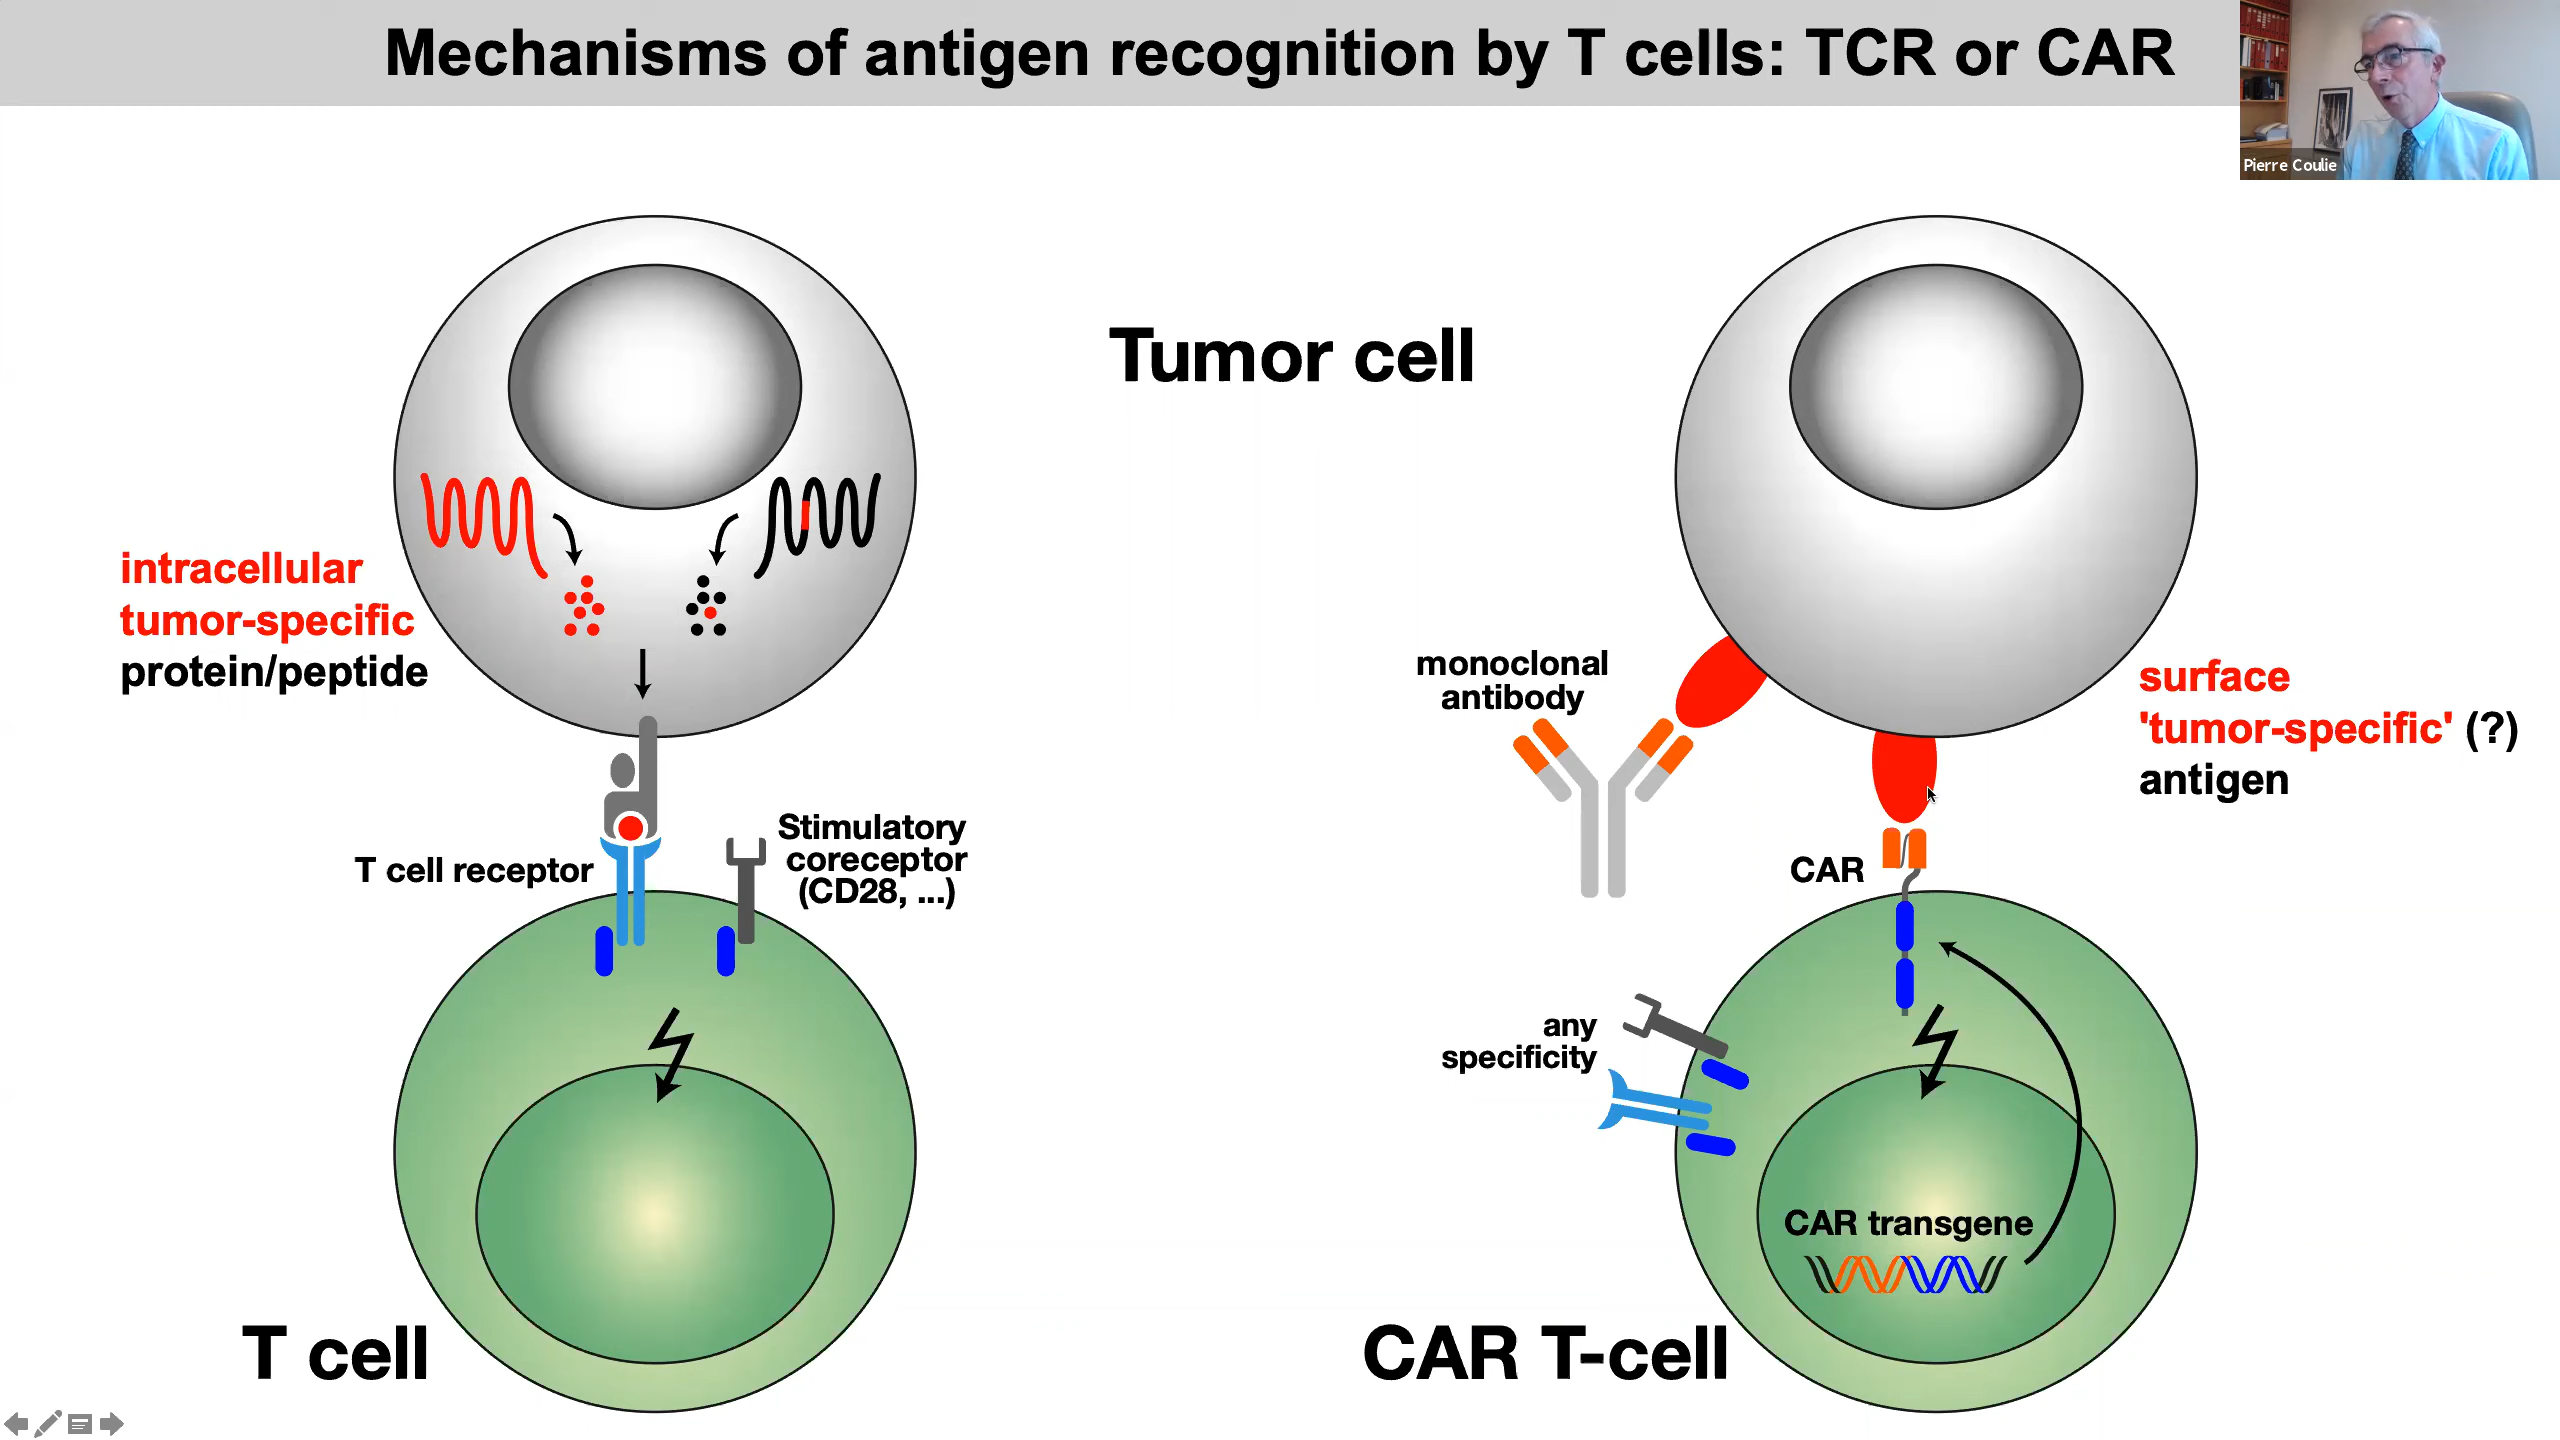 Mechanisms of antigen recognition by T cells: TCR or CAR
Pierre Coulie
Tumor cell
intracellular
tumor-specific
protein/peptide
monoclonal
antibody
surface
'tumor-specific' (?)
antigen
T cell receptor
Stimulatory
coreceptor
(CD28, ...)
CAR
any
specificity
CAR transgene
T cell
CAR T-cell